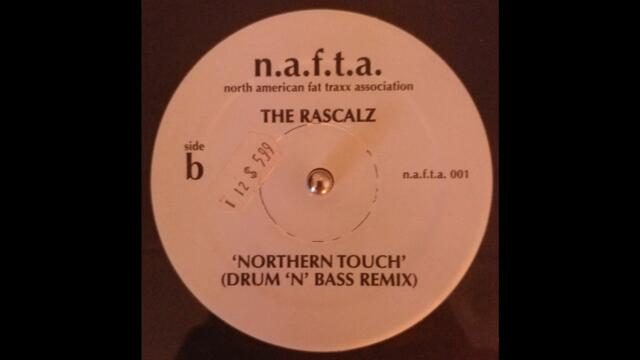 n.a.f.t.a.
north american fat traxx association
THE RASCALZ
side
b
n.a.f.t.a. 001
1 12 $ 5.99
'NORTHERN TOUCH'
(DRUM 'N' BASS REMIX)